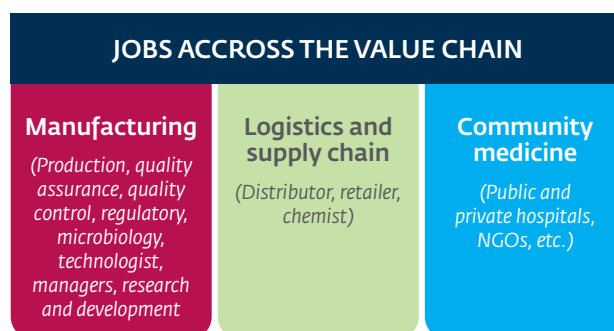 JOBS ACCROSS THE VALUE CHAIN
Manufacturing
(Production, quality
assurance, quality
control, regulatory,
microbiology,
technologist,
managers, research
and development
Logistics and
supply chain
(Distributor, retailer,
chemist)
Community
medicine
(Public and
private hospitals,
NGOs, etc.)